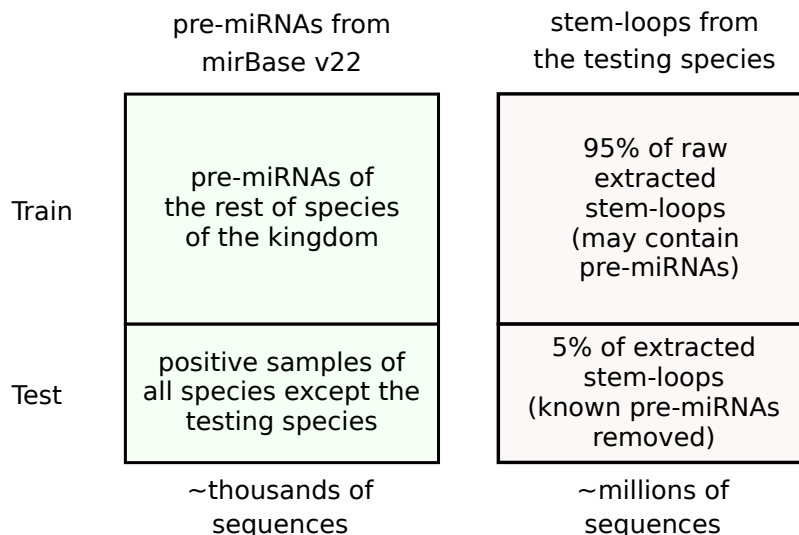 pre-miRNAs from
mirBase v22
stem-loops from
the testing species
Train
pre-miRNAs of
the rest of species
of the kingdom
95% of raw
extracted
stem-loops
(may contain
pre-miRNAs)
Test
positive samples of
all species except the
testing species
5% of extracted
stem-loops
(known pre-miRNAs
removed)
~thousands of
sequences
~millions of
sequences